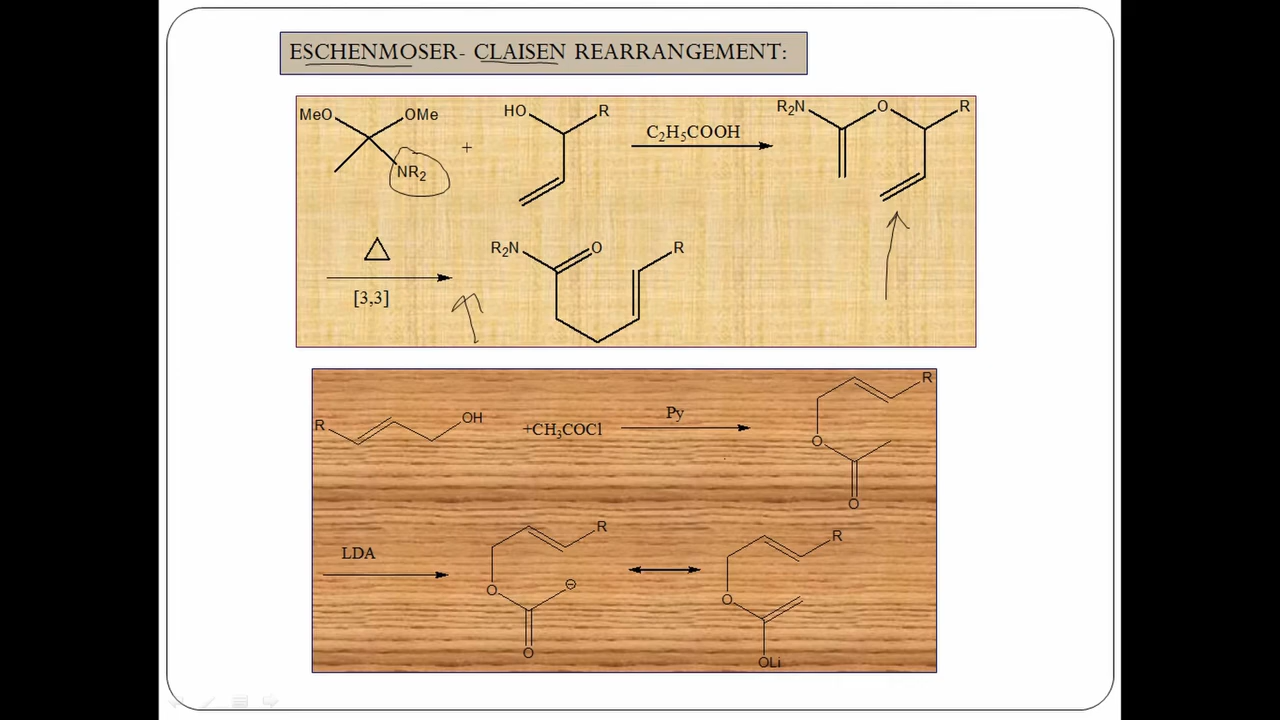 ESCHENMOSER- CLAISEN REARRANGEMENT:
MeO OMe NR2 + HO R C2H5COOH R2N O R
[3,3] R2N O R
R OH +CH3COCl Py O O R
LDA O O ⊖ R O OLi R